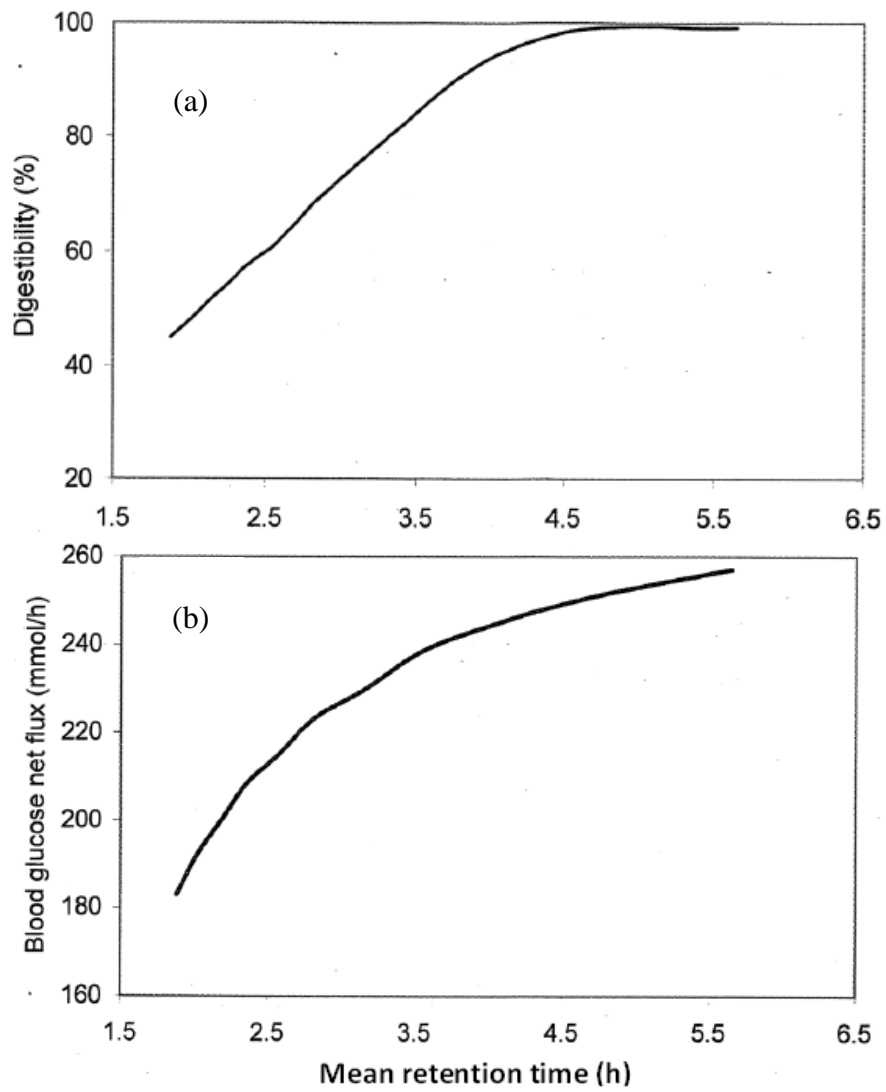 100
(a)
80
60
40
20
Digestibility (%)
1.5 2.5 3.5 4.5 5.5 6.5
260
(b)
240
220
200
180
160
Blood glucose net flux (mmol/h)
1.5 2.5 3.5 4.5 5.5 6.5
Mean retention time (h)